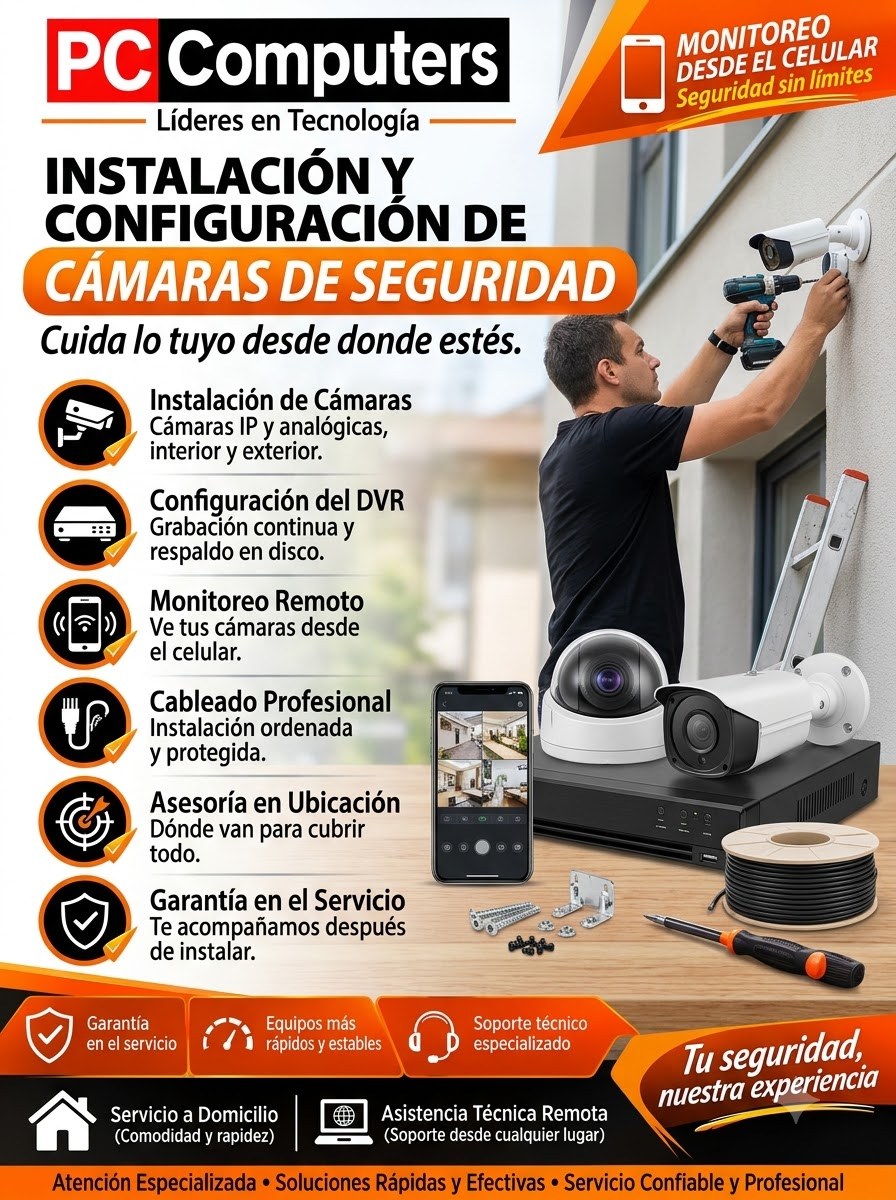 PC Computers
Líderes en Tecnología
MONITOREO
DESDE EL CELULAR
Seguridad sin límites
INSTALACIÓN Y
CONFIGURACIÓN DE
CÁMARAS DE SEGURIDAD
Cuida lo tuyo desde donde estés.
Instalación de Cámaras
Cámaras IP y analógicas,
interior y exterior.
Configuración del DVR
Grabación continua y
respaldo en disco.
Monitoreo Remoto
Ve tus cámaras desde
el celular.
Cableado Profesional
Instalación ordenada
y protegida.
Asesoría en Ubicación
Dónde van para cubrir
todo.
Garantía en el Servicio
Te acompañamos después
de instalar.
Garantía
en el servicio
Equipos más
rápidos y estables
Soporte técnico
especializado
Tu seguridad,
nuestra experiencia
Servicio a Domicilio
(Comodidad y rapidez)
Asistencia Técnica Remota
(Soporte desde cualquier lugar)
Atención Especializada • Soluciones Rápidas y Efectivas • Servicio Confiable y Profesional